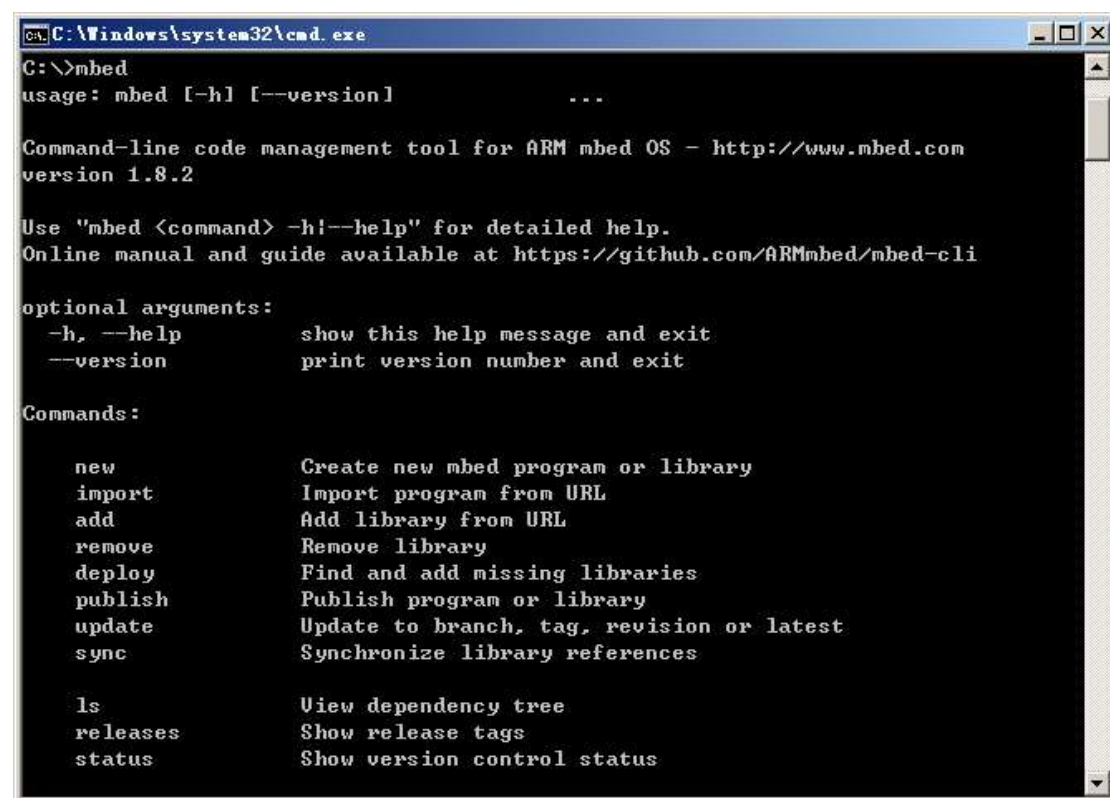 C:\Windows\system32\cmd.exe
C:\>mbed
usage: mbed [-h] [--version]             ...
Command-line code management tool for ARM mbed OS - http://www.mbed.com
version 1.8.2
Use "mbed <command> -h|--help" for detailed help.
Online manual and guide available at https://github.com/ARMmbed/mbed-cli
optional arguments:
  -h, --help         show this help message and exit
  --version          print version number and exit
Commands:
    new              Create new mbed program or library
    import           Import program from URL
    add              Add library from URL
    remove           Remove library
    deploy           Find and add missing libraries
    publish          Publish program or library
    update           Update to branch, tag, revision or latest
    sync             Synchronize library references
    ls               View dependency tree
    releases         Show release tags
    status           Show version control status